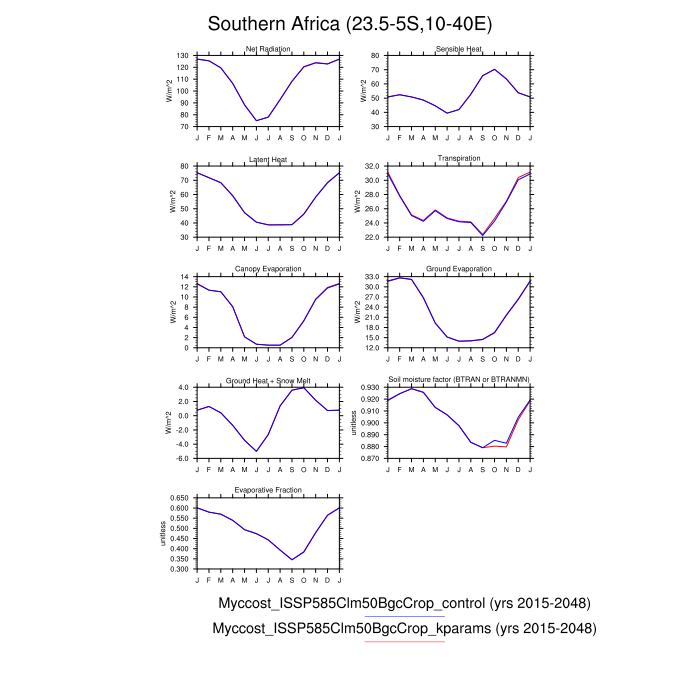 Southern Africa (23.5-5S,10-40E)
Net Radiation
130
120
110
100
90
80
70
W/m^2
J F M A M J J A S O N D J
Sensible Heat
80
70
60
50
40
30
W/m^2
J F M A M J J A S O N D J
Latent Heat
80
70
60
50
40
30
W/m^2
J F M A M J J A S O N D J
Transpiration
32.0
30.0
28.0
26.0
24.0
22.0
W/m^2
J F M A M J J A S O N D J
Canopy Evaporation
14
12
10
8
6
4
2
0
W/m^2
J F M A M J J A S O N D J
Ground Evaporation
33.0
30.0
27.0
24.0
21.0
18.0
15.0
12.0
W/m^2
J F M A M J J A S O N D J
Ground Heat + Snow Melt
4.0
2.0
0.0
-2.0
-4.0
-6.0
W/m^2
J F M A M J J A S O N D J
Soil moisture factor (BTRAN or BTRANMN)
0.930
0.920
0.910
0.900
0.890
0.880
0.870
unitless
J F M A M J J A S O N D J
Evaporative Fraction
0.650
0.600
0.550
0.500
0.450
0.400
0.350
0.300
unitless
J F M A M J J A S O N D J
Myccost_ISSP585Clm50BgcCrop_control (yrs 2015-2048)
Myccost_ISSP585Clm50BgcCrop_kparams (yrs 2015-2048)